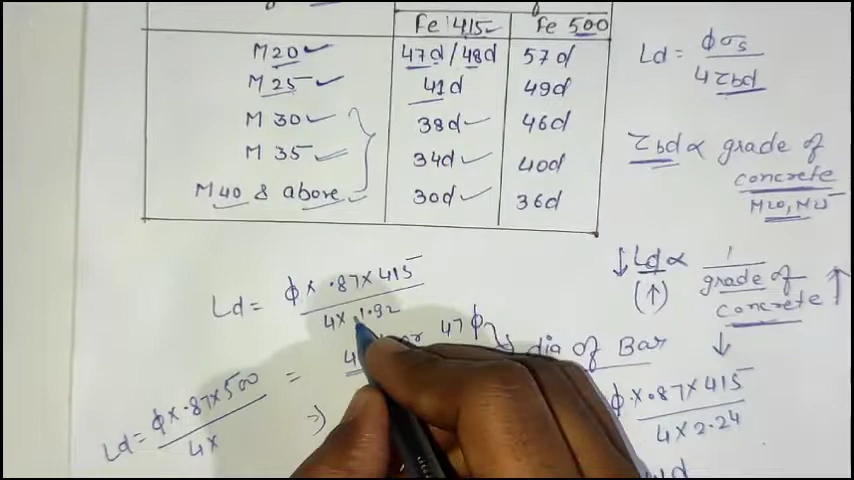 Fe 415 Fe 500
M20 47d/48d 57d
M25 41d 49d
M 30 38d 46d
M 35 34d 40d
M40 & above 30d 36d
Ld = ϕσs / 4τbd
τbd ∝ grade of
concrete
M20, M25
↓Ld ∝ 1 / grade of
(↑) concrete ↑
Ld = ϕ × .87×415 / 4× 1.92
= 47ϕ
dia of Bar
Ld = ϕ × .87×500 / 4×
⇒
ϕ × .87×415
4 × 2.24